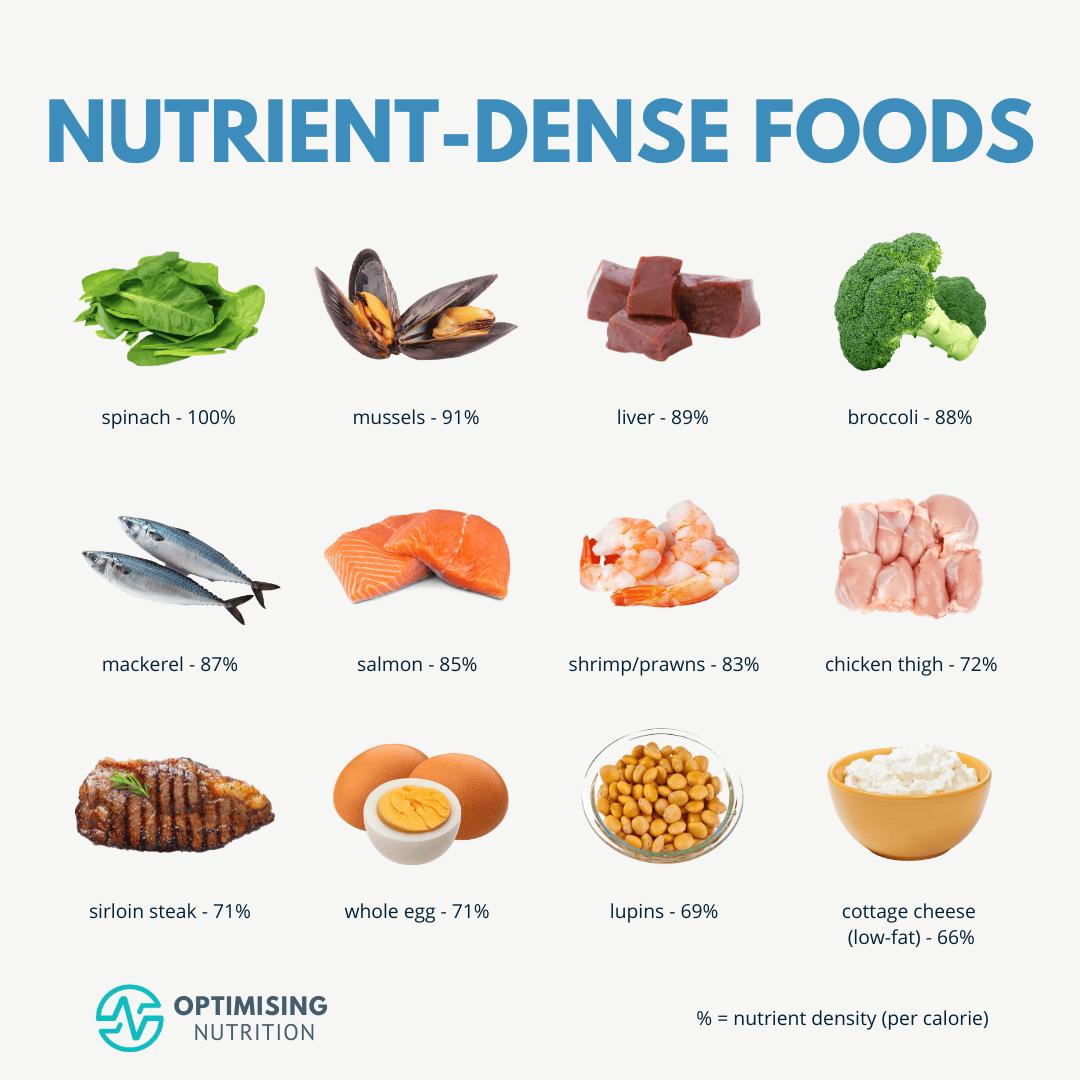 NUTRIENT-DENSE FOODS
spinach - 100%
mussels - 91%
liver - 89%
broccoli - 88%
mackerel - 87%
salmon - 85%
shrimp/prawns - 83%
chicken thigh - 72%
sirloin steak - 71%
whole egg - 71%
lupins - 69%
cottage cheese
(low-fat) - 66%
OPTIMISING
NUTRITION
% = nutrient density (per calorie)